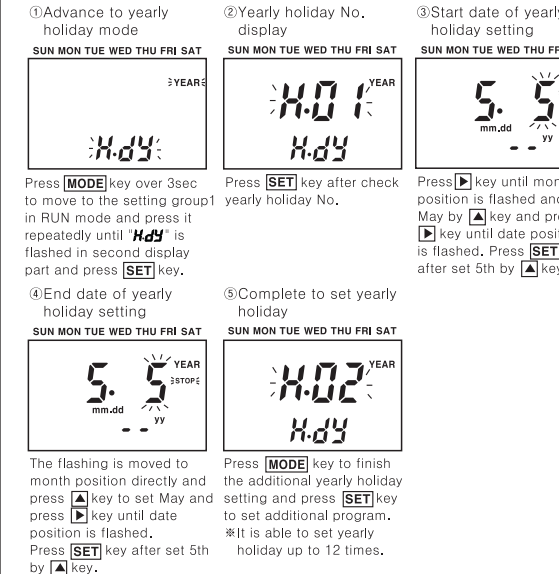 ①Advance to yearly
holiday mode
SUN MON TUE WED THU FRI SAT
YEAR
H.dY
Press MODE key over 3sec
to move to the setting group1
in RUN mode and press it
repeatedly until "H.dY" is
flashed in second display
part and press SET key.
②Yearly holiday No.
display
SUN MON TUE WED THU FRI SAT
YEAR
H.01
H.dY
Press SET key after check
yearly holiday No.
③Start date of yearly
holiday setting
SUN MON TUE WED THU FR
5. 5
mm.dd
yy
--
Press ▶ key until mon
position is flashed and
May by ▲ key and pre
▶ key until date posit
is flashed. Press SET
after set 5th by ▲ key
④End date of yearly
holiday setting
SUN MON TUE WED THU FRI SAT
YEAR
STOP
5. 5
mm.dd
yy
--
The flashing is moved to
month position directly and
press ▲ key to set May and
press ▶ key until date
position is flashed.
Press SET key after set 5th
by ▲ key.
⑤Complete to set yearly
holiday
SUN MON TUE WED THU FRI SAT
YEAR
H.02
H.dY
Press MODE key to finish
the additional yearly holiday
setting and press SET key
to set additional program.
※It is able to set yearly
holiday up to 12 times.